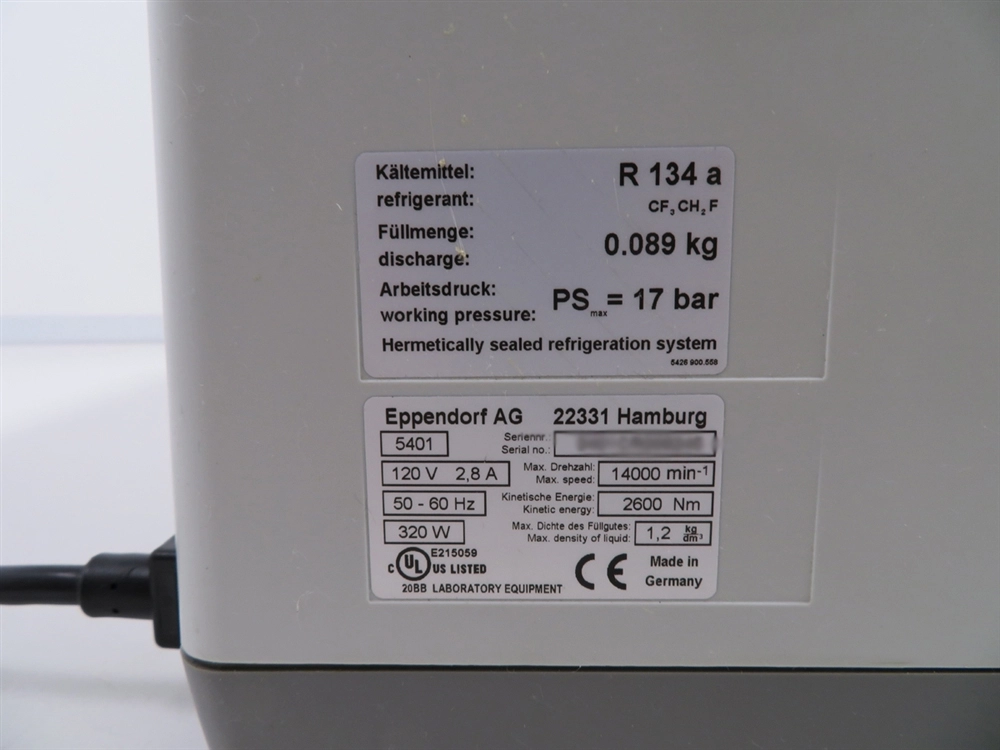 Kältemittel: R 134 a
refrigerant: CF₃CH₂F
Füllmenge: 0.089 kg
discharge:
Arbeitsdruck: PSmax = 17 bar
working pressure:
Hermetically sealed refrigeration system
5426 900.558
Eppendorf AG 22331 Hamburg
5401 Seriennr.:
Serial no.:
120 V 2,8 A Max. Drehzahl: 14000 min⁻¹
Max. speed:
50 - 60 Hz Kinetische Energie: 2600 Nm
Kinetic energy:
320 W Max. Dichte des Füllgutes: 1,2 kg/dm³
Max. density of liquid:
E215059
C UL US LISTED CE Made in
Germany
20BB LABORATORY EQUIPMENT